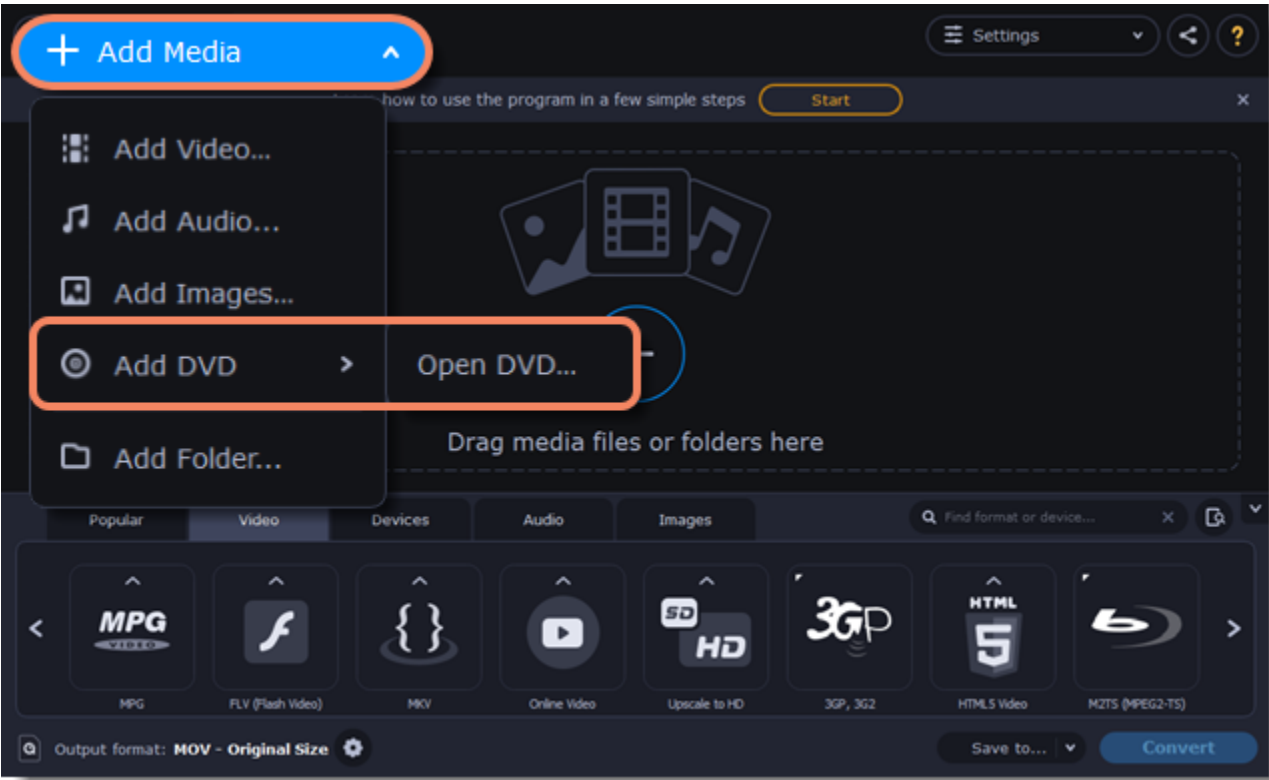 Add Media
Settings
?
how to use the program in a few simple steps
Start
Add Video...
Add Audio...
Add Images...
Add DVD
Open DVD...
Add Folder...
Drag media files or folders here
Popular
Video
Devices
Audio
Images
Find format or device...
MPG
VIDEO
SD
HD
3GP
HTML
5
MPG
FLV (Flash Video)
MKV
Online Video
Upscale to HD
3GP, 3G2
HTML5 Video
M2TS (MPEG2-TS)
Output format: MOV - Original Size
Save to...
Convert